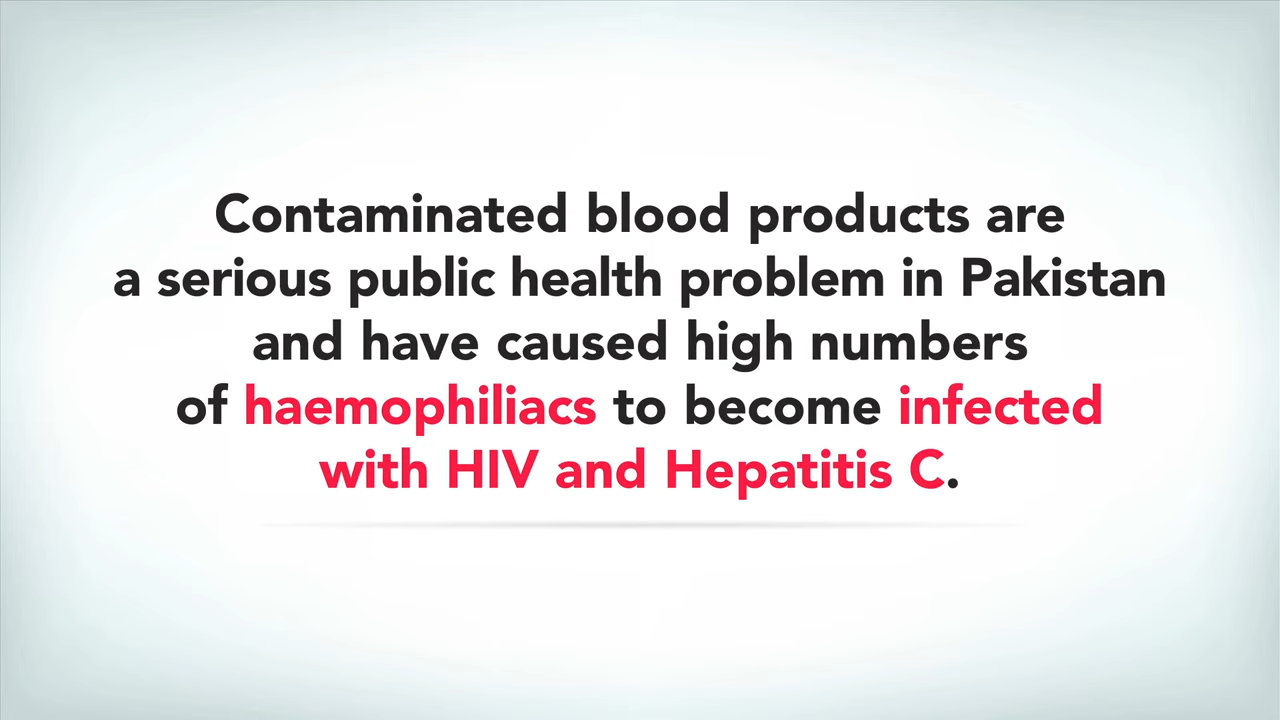 Contaminated blood products are
a serious public health problem in Pakistan
and have caused high numbers
of haemophiliacs to become infected
with HIV and Hepatitis C.